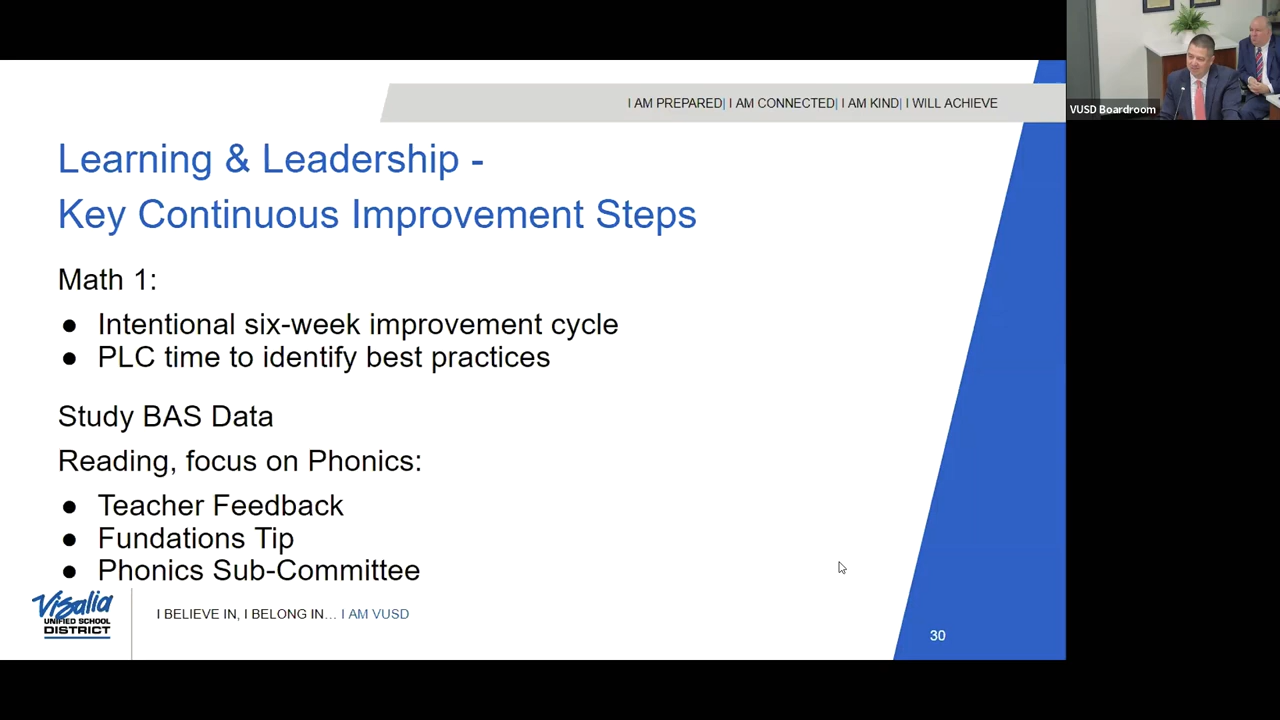 VUSD Boardroom
I AM PREPARED| I AM CONNECTED| I AM KIND| I WILL ACHIEVE
Learning & Leadership -
Key Continuous Improvement Steps
Math 1:
● Intentional six-week improvement cycle
● PLC time to identify best practices
Study BAS Data
Reading, focus on Phonics:
● Teacher Feedback
● Fundations Tip
● Phonics Sub-Committee
Visalia
UNIFIED SCHOOL
DISTRICT
I BELIEVE IN, I BELONG IN... I AM VUSD
30